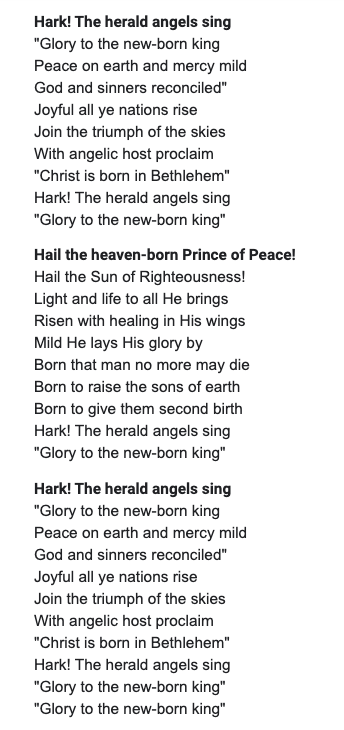 Hark! The herald angels sing
"Glory to the new-born king
Peace on earth and mercy mild
God and sinners reconciled"
Joyful all ye nations rise
Join the triumph of the skies
With angelic host proclaim
"Christ is born in Bethlehem"
Hark! The herald angels sing
"Glory to the new-born king"
Hail the heaven-born Prince of Peace!
Hail the Sun of Righteousness!
Light and life to all He brings
Risen with healing in His wings
Mild He lays His glory by
Born that man no more may die
Born to raise the sons of earth
Born to give them second birth
Hark! The herald angels sing
"Glory to the new-born king"
Hark! The herald angels sing
"Glory to the new-born king
Peace on earth and mercy mild
God and sinners reconciled"
Joyful all ye nations rise
Join the triumph of the skies
With angelic host proclaim
"Christ is born in Bethlehem"
Hark! The herald angels sing
"Glory to the new-born king"
"Glory to the new-born king"